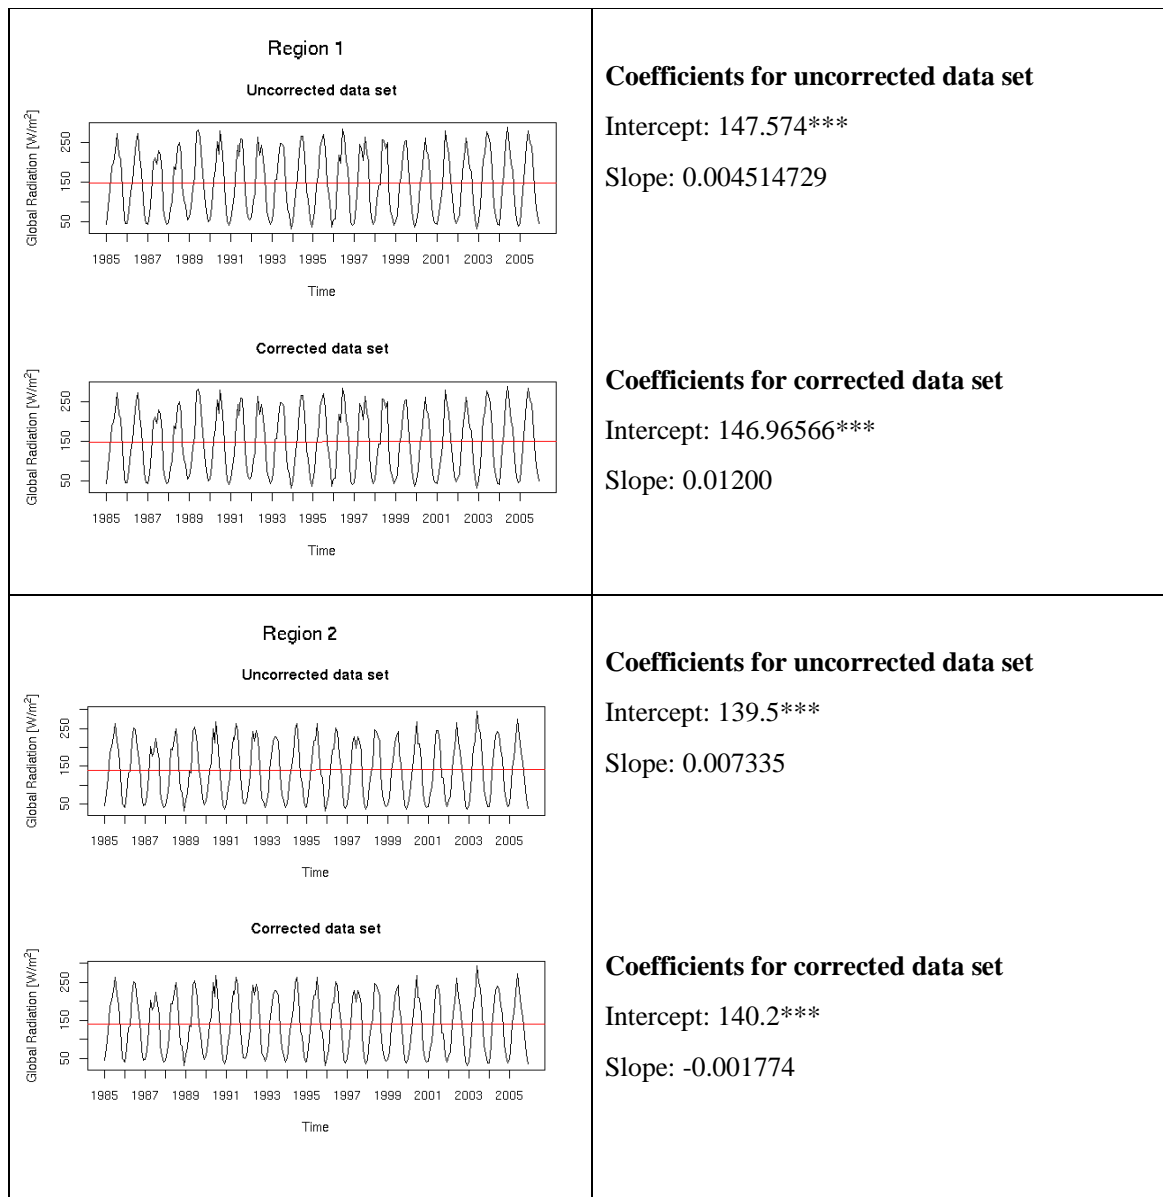 Region 1
Uncorrected data set
Global Radiation [W/m²]
250
150
50
1985 1987 1989 1991 1993 1995 1997 1999 2001 2003 2005
Time
Corrected data set
Global Radiation [W/m²]
250
150
50
1985 1987 1989 1991 1993 1995 1997 1999 2001 2003 2005
Time
Coefficients for uncorrected data set
Intercept: 147.574***
Slope: 0.004514729
Coefficients for corrected data set
Intercept: 146.96566***
Slope: 0.01200
Region 2
Uncorrected data set
Global Radiation [W/m²]
250
150
50
1985 1987 1989 1991 1993 1995 1997 1999 2001 2003 2005
Time
Corrected data set
Global Radiation [W/m²]
250
150
50
1985 1987 1989 1991 1993 1995 1997 1999 2001 2003 2005
Time
Coefficients for uncorrected data set
Intercept: 139.5***
Slope: 0.007335
Coefficients for corrected data set
Intercept: 140.2***
Slope: -0.001774